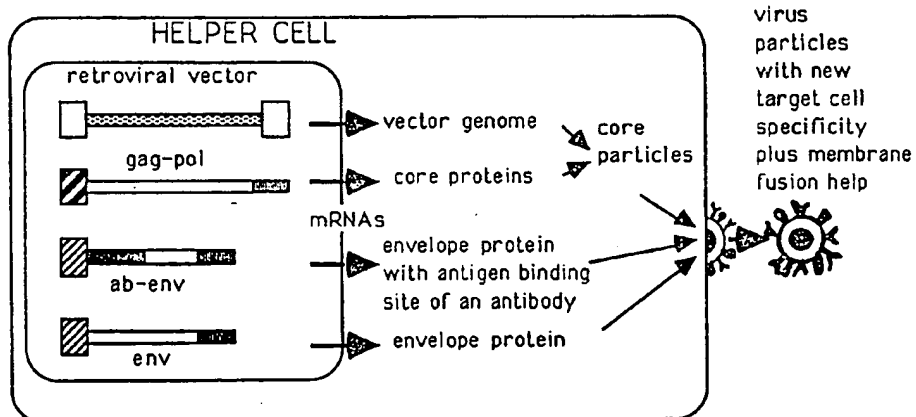 HELPER CELL
retroviral vector
gag-pol
ab-env
env
mRNAs
vector genome
core proteins
envelope protein
with antigen binding
site of an antibody
envelope protein
core
particles
virus
particles
with new
target cell
specificity
plus membrane
fusion help